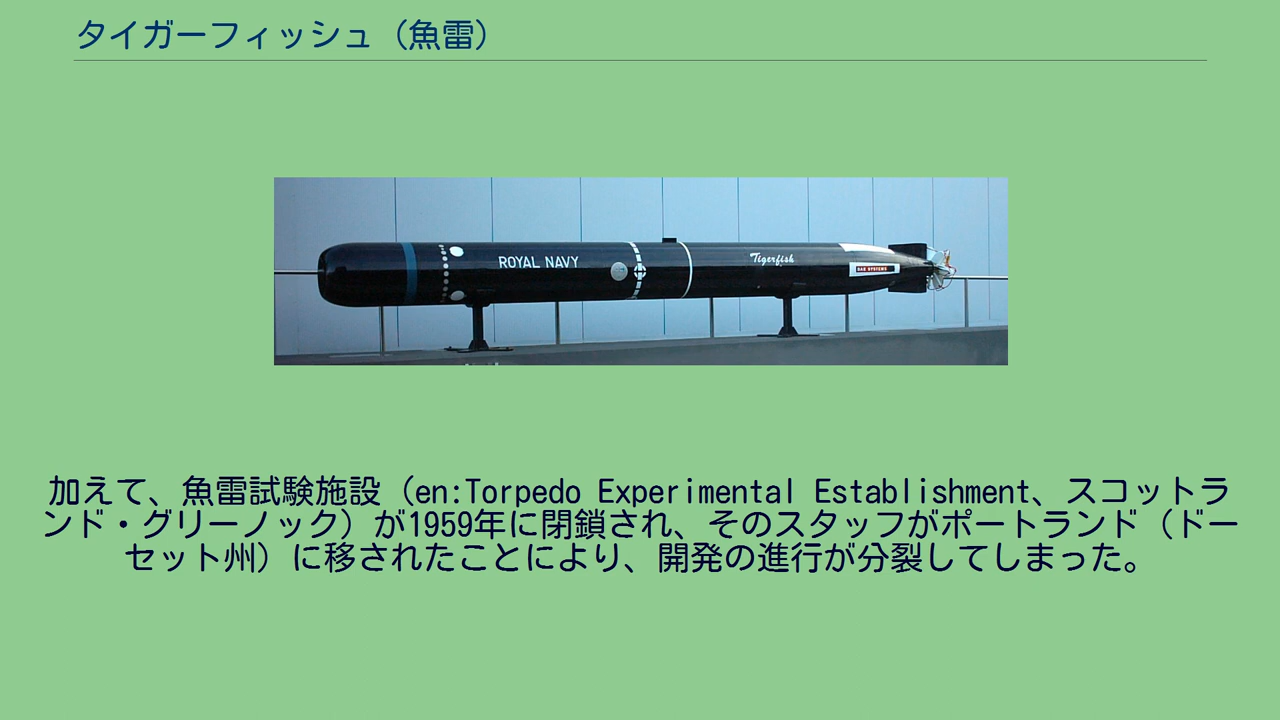 タイガーフィッシュ（魚雷）
ROYAL NAVY
Tigerfish
BAE SYSTEMS
加えて、魚雷試験施設（en:Torpedo Experimental Establishment、スコットラ
ンド・グリーノック）が1959年に閉鎖され、そのスタッフがポートランド（ドー
セット州）に移されたことにより、開発の進行が分裂してしまった。